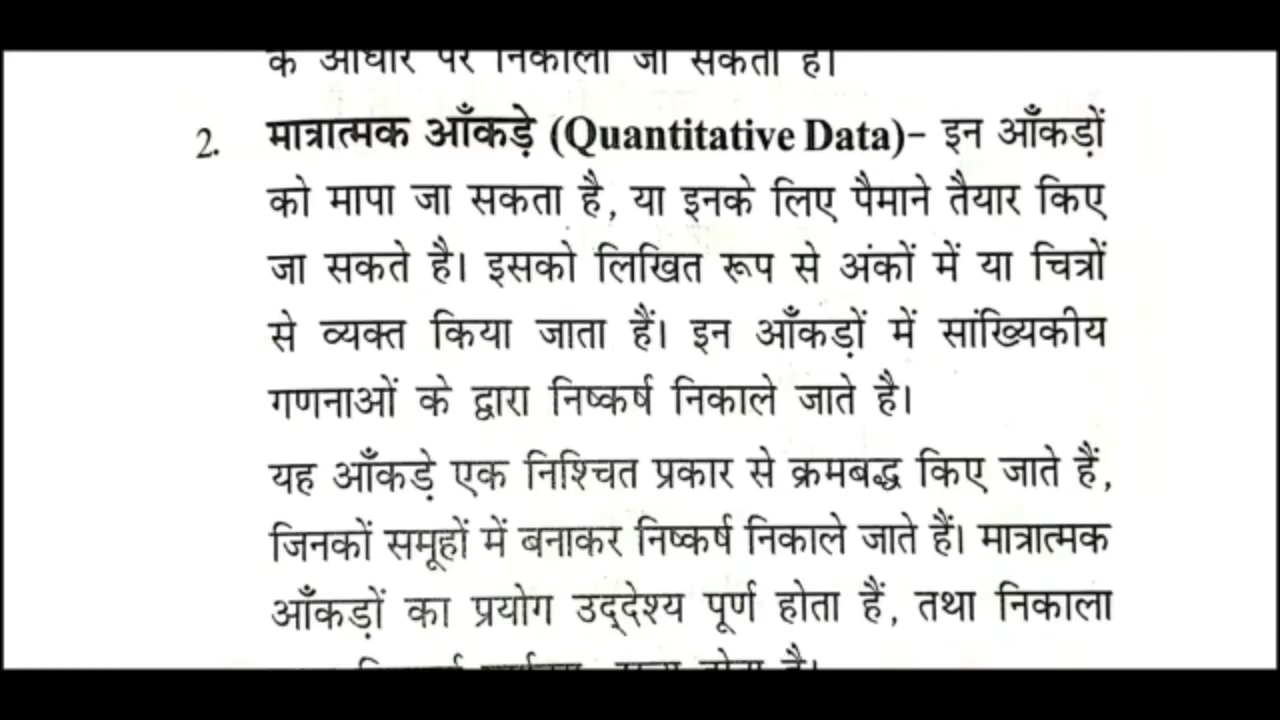 के आधार पर निकाला जा सकता है।
2. मात्रात्मक आँकड़े (Quantitative Data)– इन आँकड़ों
को मापा जा सकता है, या इनके लिए पैमाने तैयार किए
जा सकते है। इसको लिखित रूप से अंकों में या चित्रों
से व्यक्त किया जाता हैं। इन आँकड़ों में सांख्यिकीय
गणनाओं के द्वारा निष्कर्ष निकाले जाते है।
यह आँकड़े एक निश्चित प्रकार से क्रमबद्ध किए जाते हैं,
जिनकों समूहों में बनाकर निष्कर्ष निकाले जाते हैं। मात्रात्मक
आँकड़ों का प्रयोग उद्देश्य पूर्ण होता हैं, तथा निकाला
होता है।